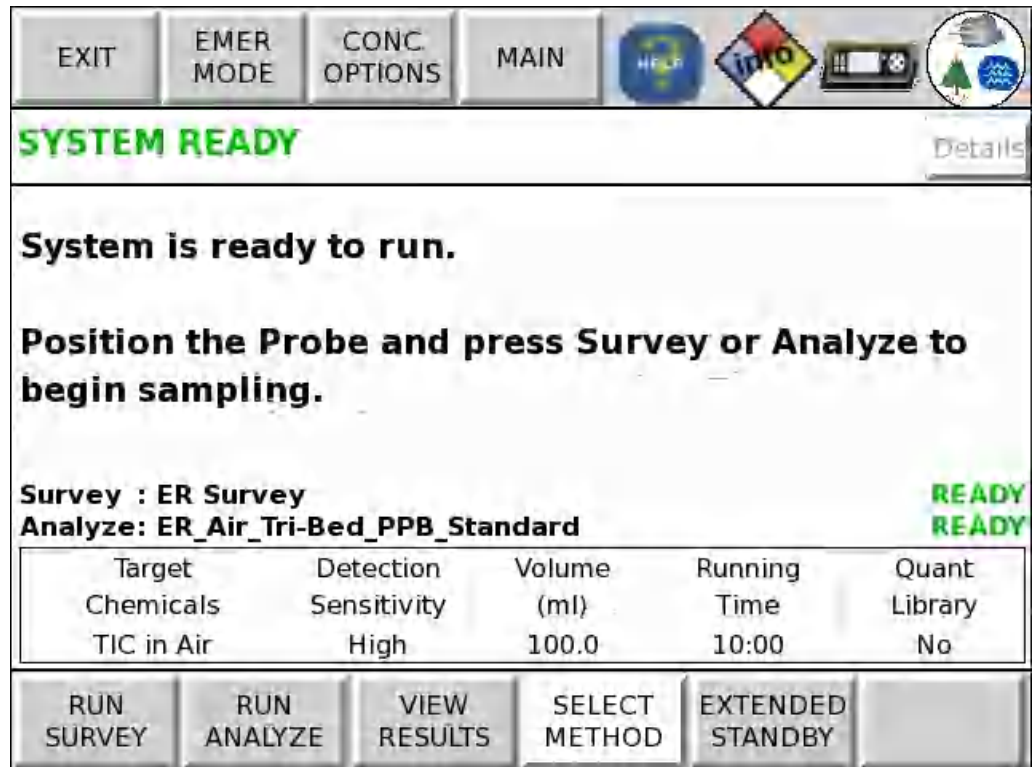 EXIT
EMER
MODE
CONC.
OPTIONS
MAIN
HELP
info
SYSTEM READY
Details
System is ready to run.
Position the Probe and press Survey or Analyze to
begin sampling.
Survey : ER Survey READY
Analyze: ER_Air_Tri-Bed_PPB_Standard READY
Target Detection Volume Running Quant
Chemicals Sensitivity (ml) Time Library
TIC in Air High 100.0 10:00 No
RUN
SURVEY
RUN
ANALYZE
VIEW
RESULTS
SELECT
METHOD
EXTENDED
STANDBY